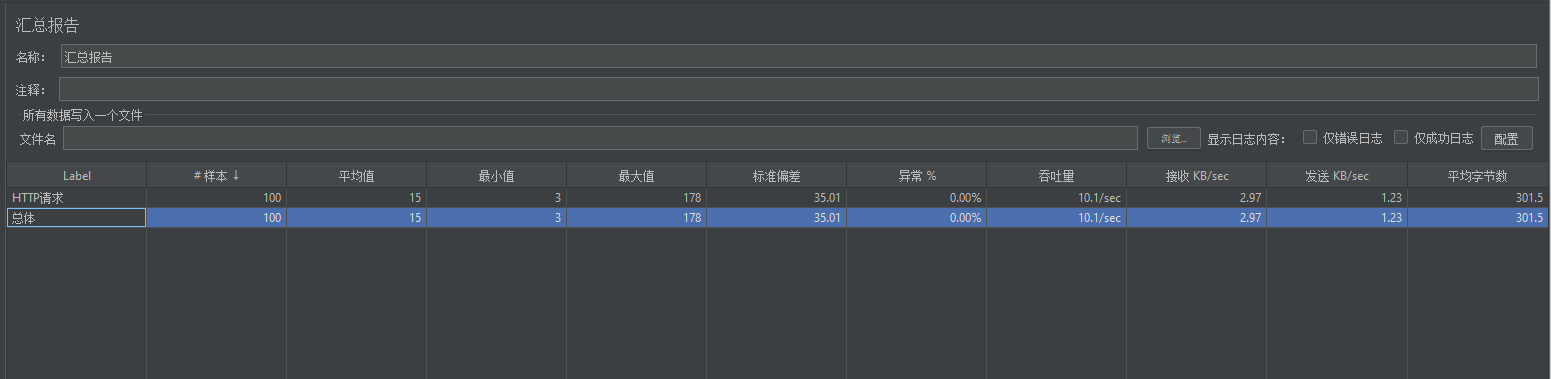 汇总报告
名称： 汇总报告
注释：
所有数据写入一个文件
文件名 浏览... 显示日志内容： 仅错误日志 仅成功日志 配置
Label # 样本 ↓ 平均值 最小值 最大值 标准偏差 异常 % 吞吐量 接收 KB/sec 发送 KB/sec 平均字节数
HTTP请求 100 15 3 178 35.01 0.00% 10.1/sec 2.97 1.23 301.5
总体 100 15 3 178 35.01 0.00% 10.1/sec 2.97 1.23 301.5